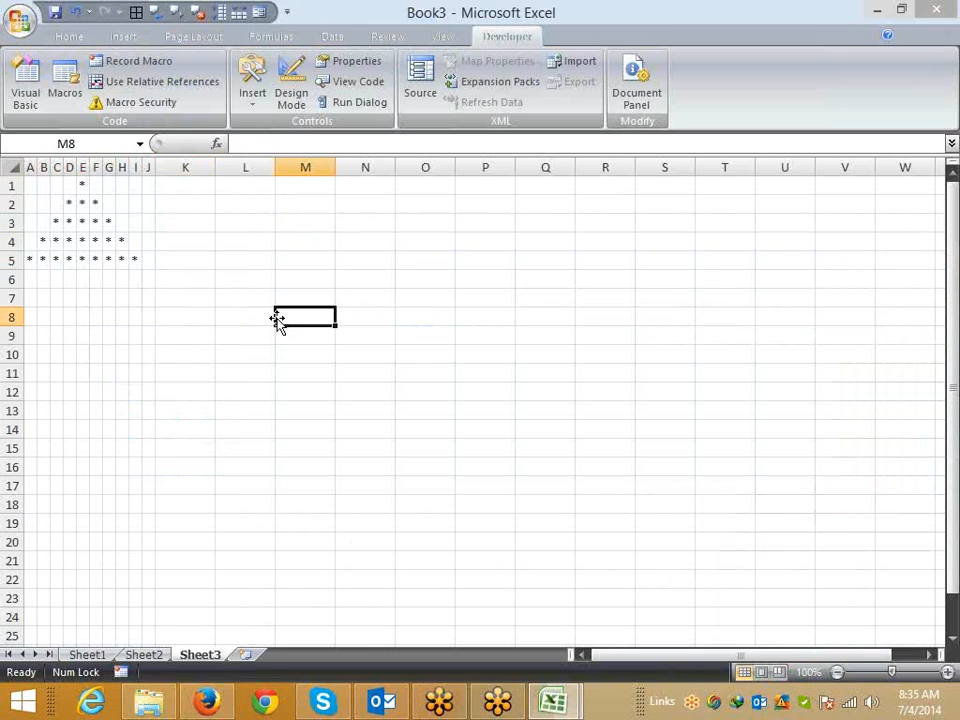 Book3 - Microsoft Excel
Home Insert Page Layout Formulas Data Review View Developer
Visual Basic
Macros
Record Macro
Use Relative References
Macro Security
Code
Insert
Design Mode
Properties
View Code
Run Dialog
Controls
Source
Map Properties
Expansion Packs
Refresh Data
Import
Export
XML
Document Panel
Modify
M8
fx
A B C D E F G H I J K L M N O P Q R S T U V W
1 *
2 * * *
3 * * * * *
4 * * * * * * *
5 * * * * * * * * *
6
7
8
9
10
11
12
13
14
15
16
17
18
19
20
21
22
23
24
25
Sheet1 Sheet2 Sheet3
Ready Num Lock 100%
Links
8:35 AM
7/4/2014